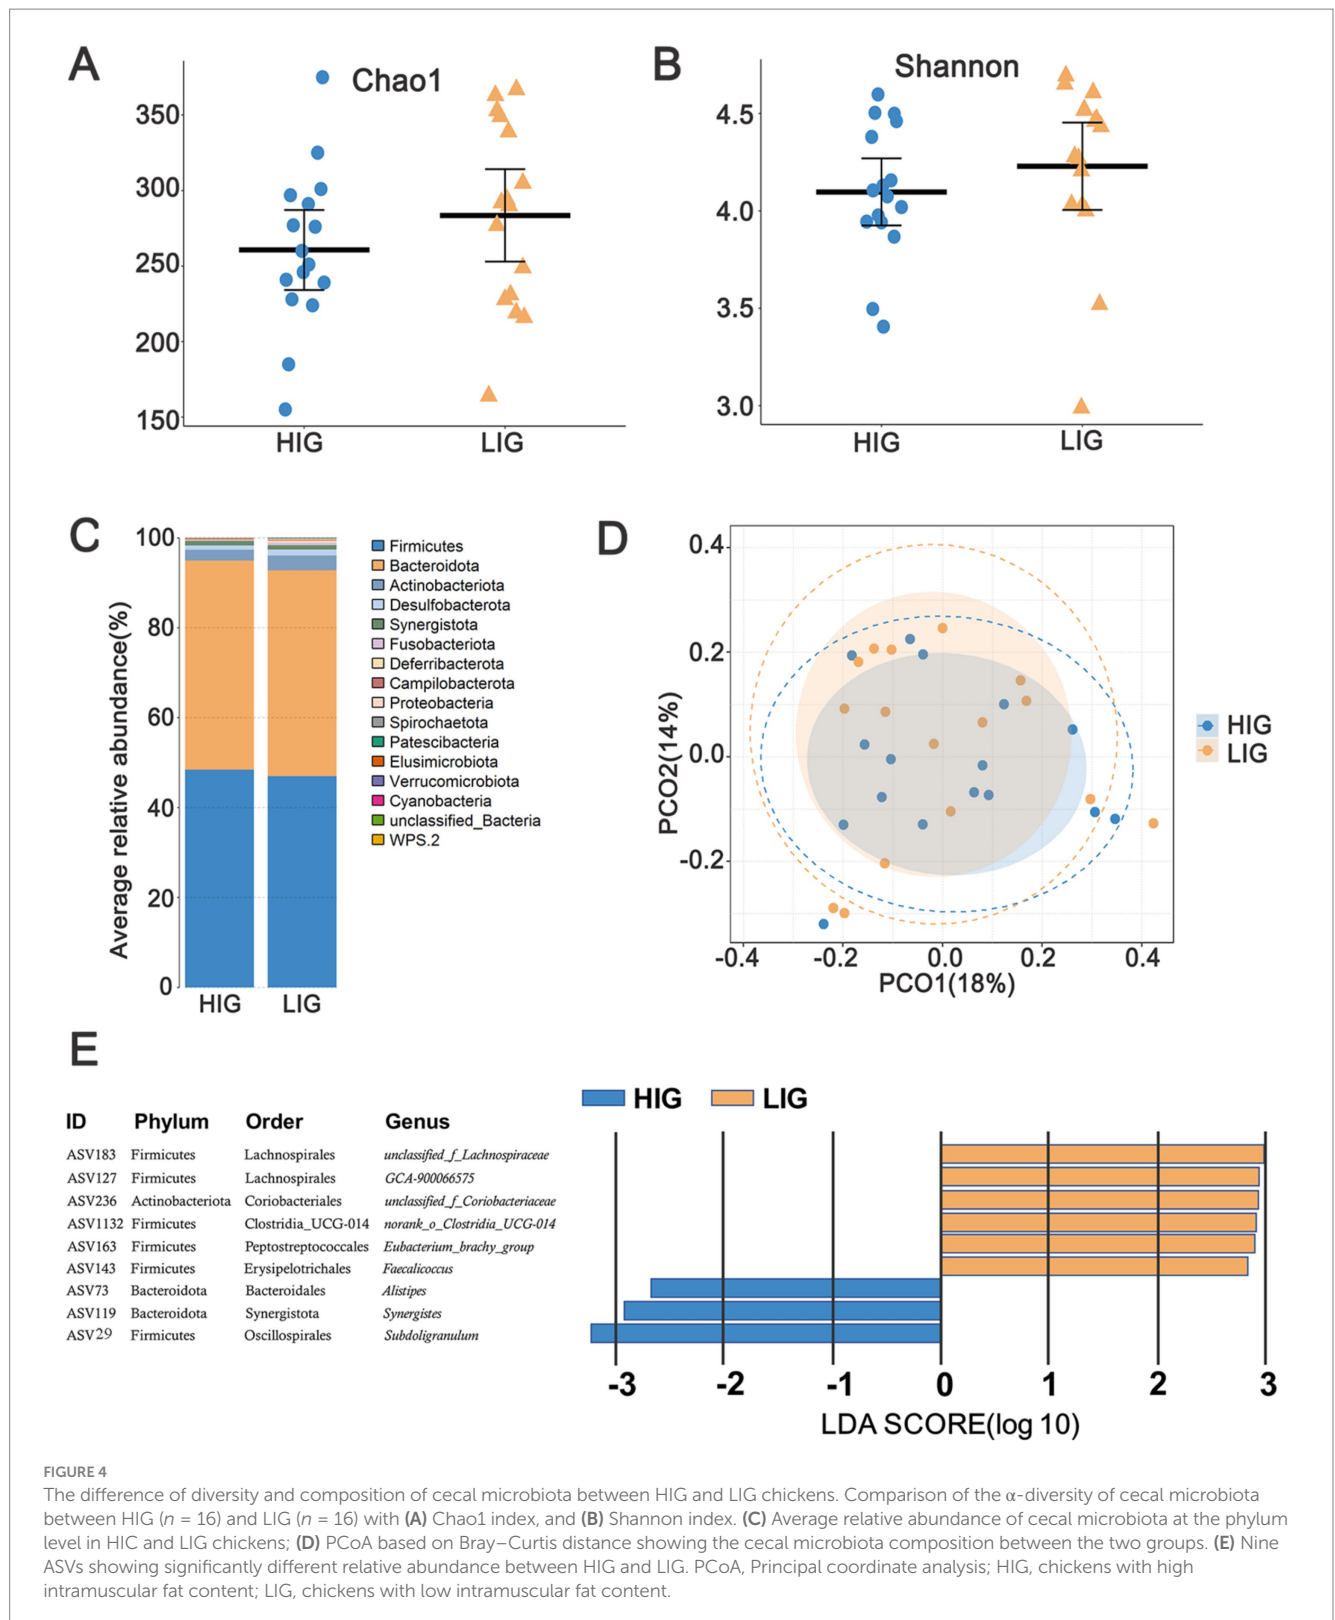 A
Chao1
350
300
250
200
150
HIG
LIG
B
Shannon
4.5
4.0
3.5
3.0
HIG
LIG
C
Average relative abundance(%)
100
80
60
40
20
0
HIG
LIG
Firmicutes
Bacteroidota
Actinobacteriota
Desulfobacterota
Synergistota
Fusobacteriota
Deferribacterota
Campilobacterota
Proteobacteria
Spirochaetota
Patescibacteria
Elusimicrobiota
Verrucomicrobiota
Cyanobacteria
unclassified_Bacteria
WPS.2
D
PCO2(14%)
0.4
0.2
0.0
-0.2
-0.4 -0.2 0.0 0.2 0.4
PCO1(18%)
HIG
LIG
E
HIG LIG
ID Phylum Order Genus
ASV183 Firmicutes Lachnospirales unclassified_f_Lachnospiraceae
ASV127 Firmicutes Lachnospirales GCA-900066575
ASV236 Actinobacteriota Coriobacteriales unclassified_f_Coriobacteriaceae
ASV1132 Firmicutes Clostridia_UCG-014 norank_o_Clostridia_UCG-014
ASV163 Firmicutes Peptostreptococcales Eubacterium_brachy_group
ASV143 Firmicutes Erysipelotrichales Faecalicoccus
ASV73 Bacteroidota Bacteroidales Alistipes
ASV119 Bacteroidota Synergistota Synergistes
ASV29 Firmicutes Oscillospirales Subdoligranulum
-3 -2 -1 0 1 2 3
LDA SCORE(log 10)
FIGURE 4
The difference of diversity and composition of cecal microbiota between HIG and LIG chickens. Comparison of the α-diversity of cecal microbiota
between HIG (n = 16) and LIG (n = 16) with (A) Chao1 index, and (B) Shannon index. (C) Average relative abundance of cecal microbiota at the phylum
level in HIC and LIG chickens; (D) PCoA based on Bray–Curtis distance showing the cecal microbiota composition between the two groups. (E) Nine
ASVs showing significantly different relative abundance between HIG and LIG. PCoA, Principal coordinate analysis; HIG, chickens with high
intramuscular fat content; LIG, chickens with low intramuscular fat content.